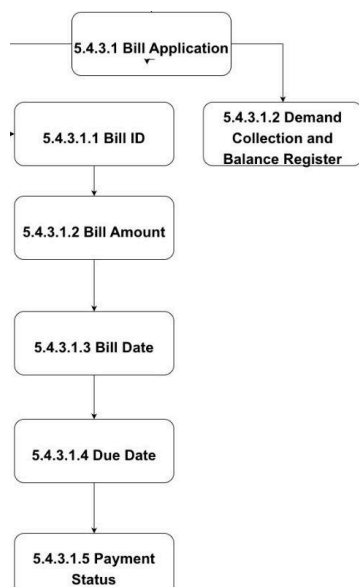 5.4.3.1 Bill Application
5.4.3.1.1 Bill ID
5.4.3.1.2 Demand
Collection and
Balance Register
5.4.3.1.2 Bill Amount
5.4.3.1.3 Bill Date
5.4.3.1.4 Due Date
5.4.3.1.5 Payment
Status